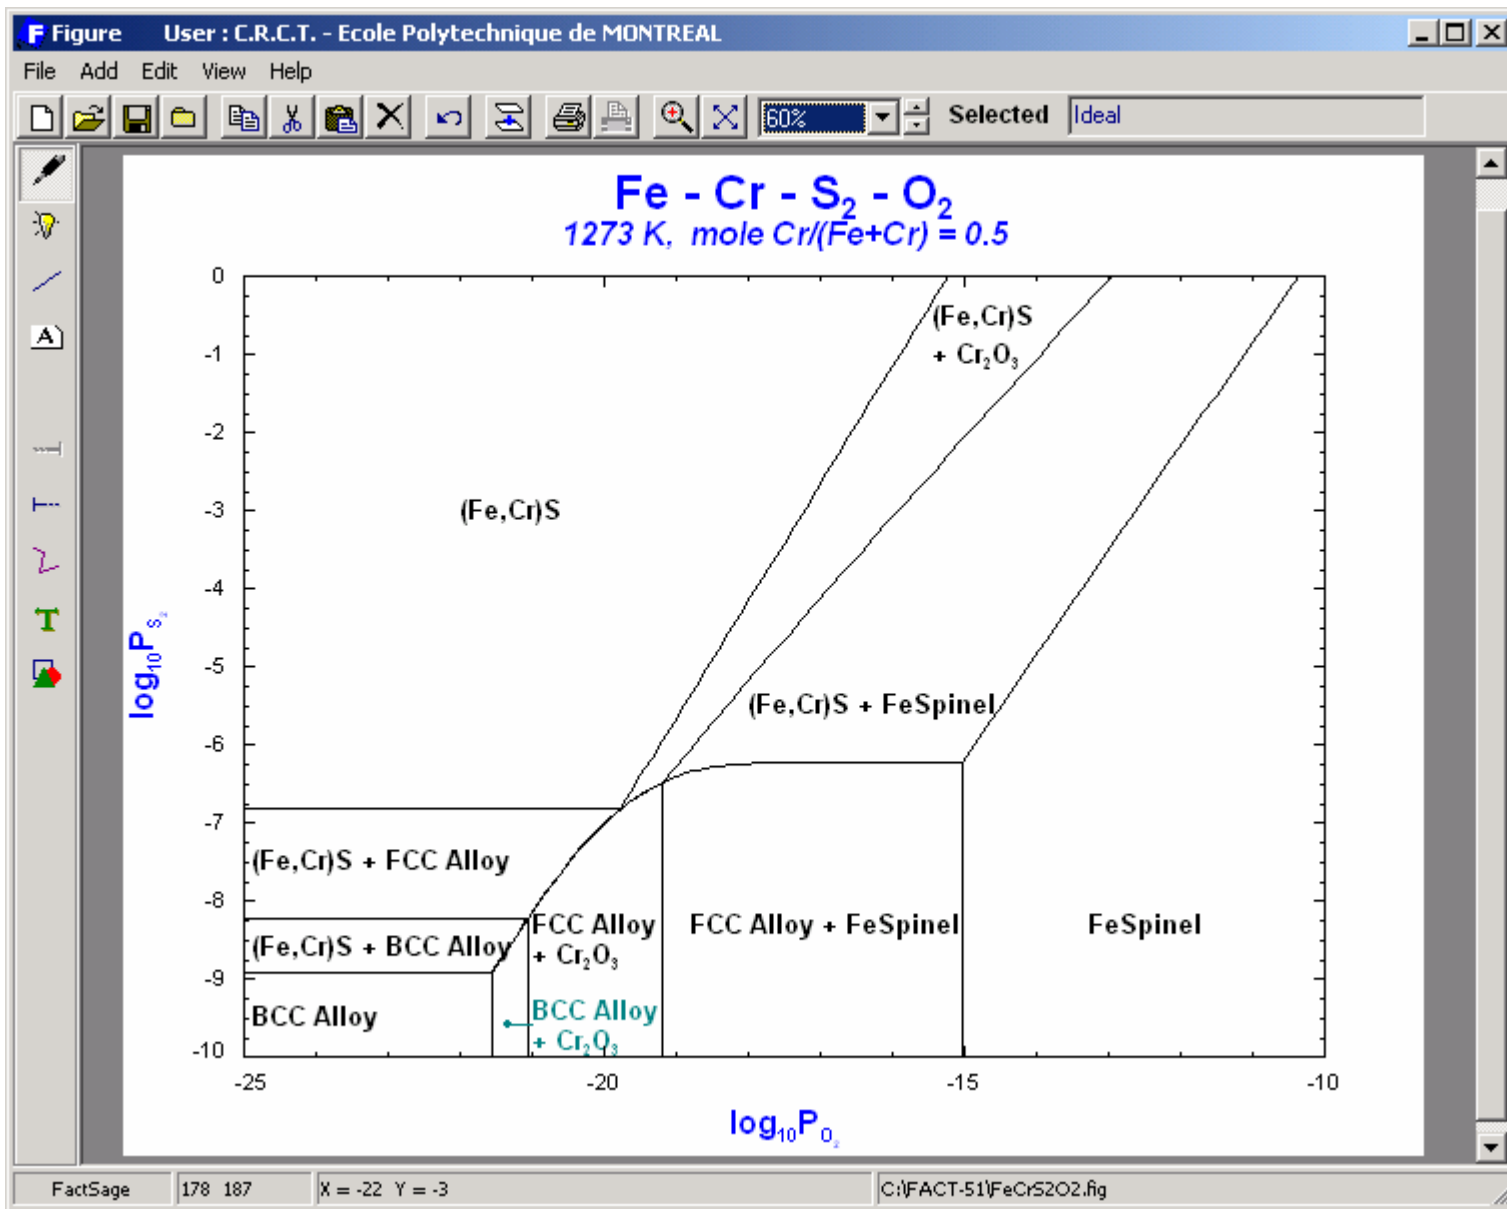 Figure User : C.R.C.T. - Ecole Polytechnique de MONTREAL
File Add Edit View Help
60% Selected Ideal
A
T
Fe - Cr - S₂ - O₂
1273 K, mole Cr/(Fe+Cr) = 0.5
0
-1
-2
-3
-4
-5
-6
-7
-8
-9
-10
log₁₀P_S₂
(Fe,Cr)S
+ Cr₂O₃
(Fe,Cr)S
(Fe,Cr)S + FeSpinel
(Fe,Cr)S + FCC Alloy
(Fe,Cr)S + BCC Alloy
BCC Alloy
FCC Alloy
+ Cr₂O₃
BCC Alloy
+ Cr₂O₃
FCC Alloy + FeSpinel
FeSpinel
-25 -20 -15 -10
log₁₀P_O₂
FactSage 178 187 X = -22 Y = -3 C:\FACT-51\FeCrS2O2.fig